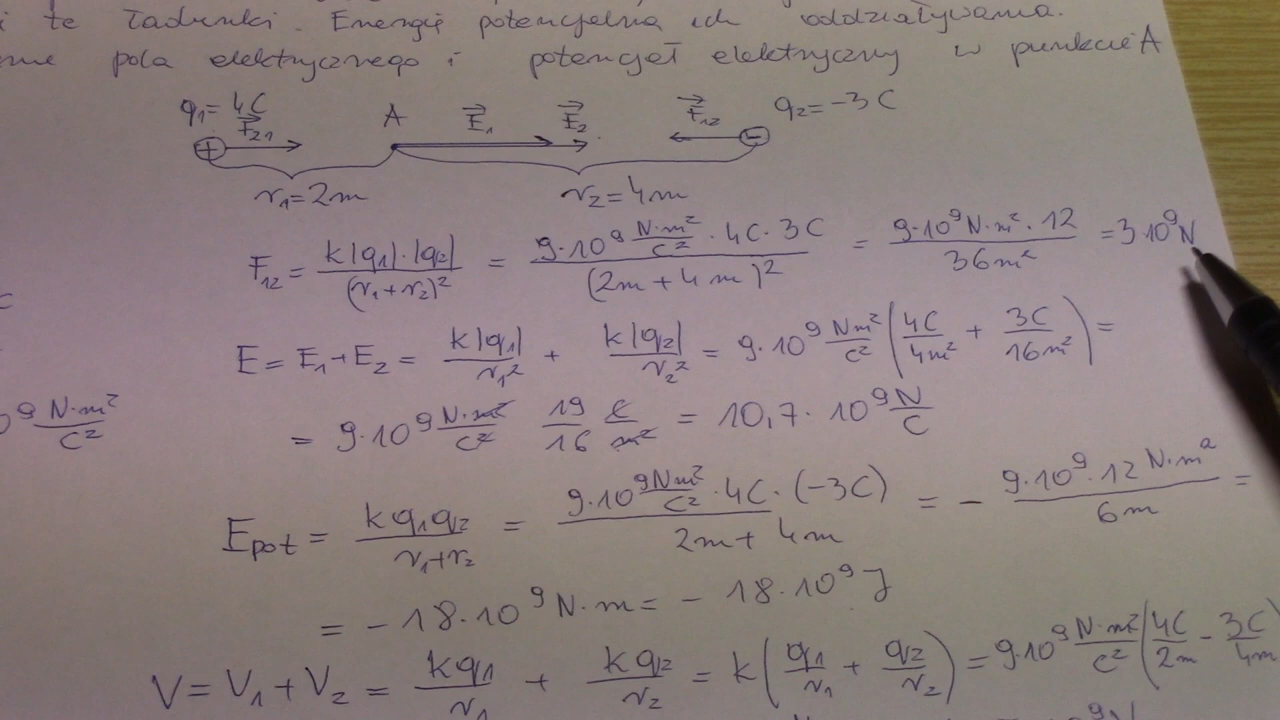 i te ładunki. Energię potencjalną ich oddziaływania.
pola elektrycznego i potencjał elektryczny w punkcie A
q₁=4C A E₁ E₂ F₁₂ q₂=-3C
F₂₁
+ -
r₁=2m r₂=4m
F₁₂ = k|q₁|·|q₂| / (r₁+r₂)² = 9·10⁹ N·m²/C² · 4C·3C / (2m+4m)² = 9·10⁹N·m²·12 / 36m² = 3·10⁹N
E = E₁+E₂ = k|q₁|/r₁² + k|q₂|/r₂² = 9·10⁹ Nm²/C² (4C/4m² + 3C/16m²) =
9 N·m²/C² = 9·10⁹ N·m²/C² 19/16 C/m² = 10,7·10⁹ N/C
Epot = kq₁q₂ / r₁+r₂ = 9·10⁹ Nm²/C² · 4C·(-3C) / 2m+4m = - 9·10⁹·12 N·m² / 6m =
= -18·10⁹ N·m = -18·10⁹ J
V = V₁+V₂ = kq₁/r₁ + kq₂/r₂ = k(q₁/r₁ + q₂/r₂) = 9·10⁹ N·m²/C² (4C/2m - 3C/4m)